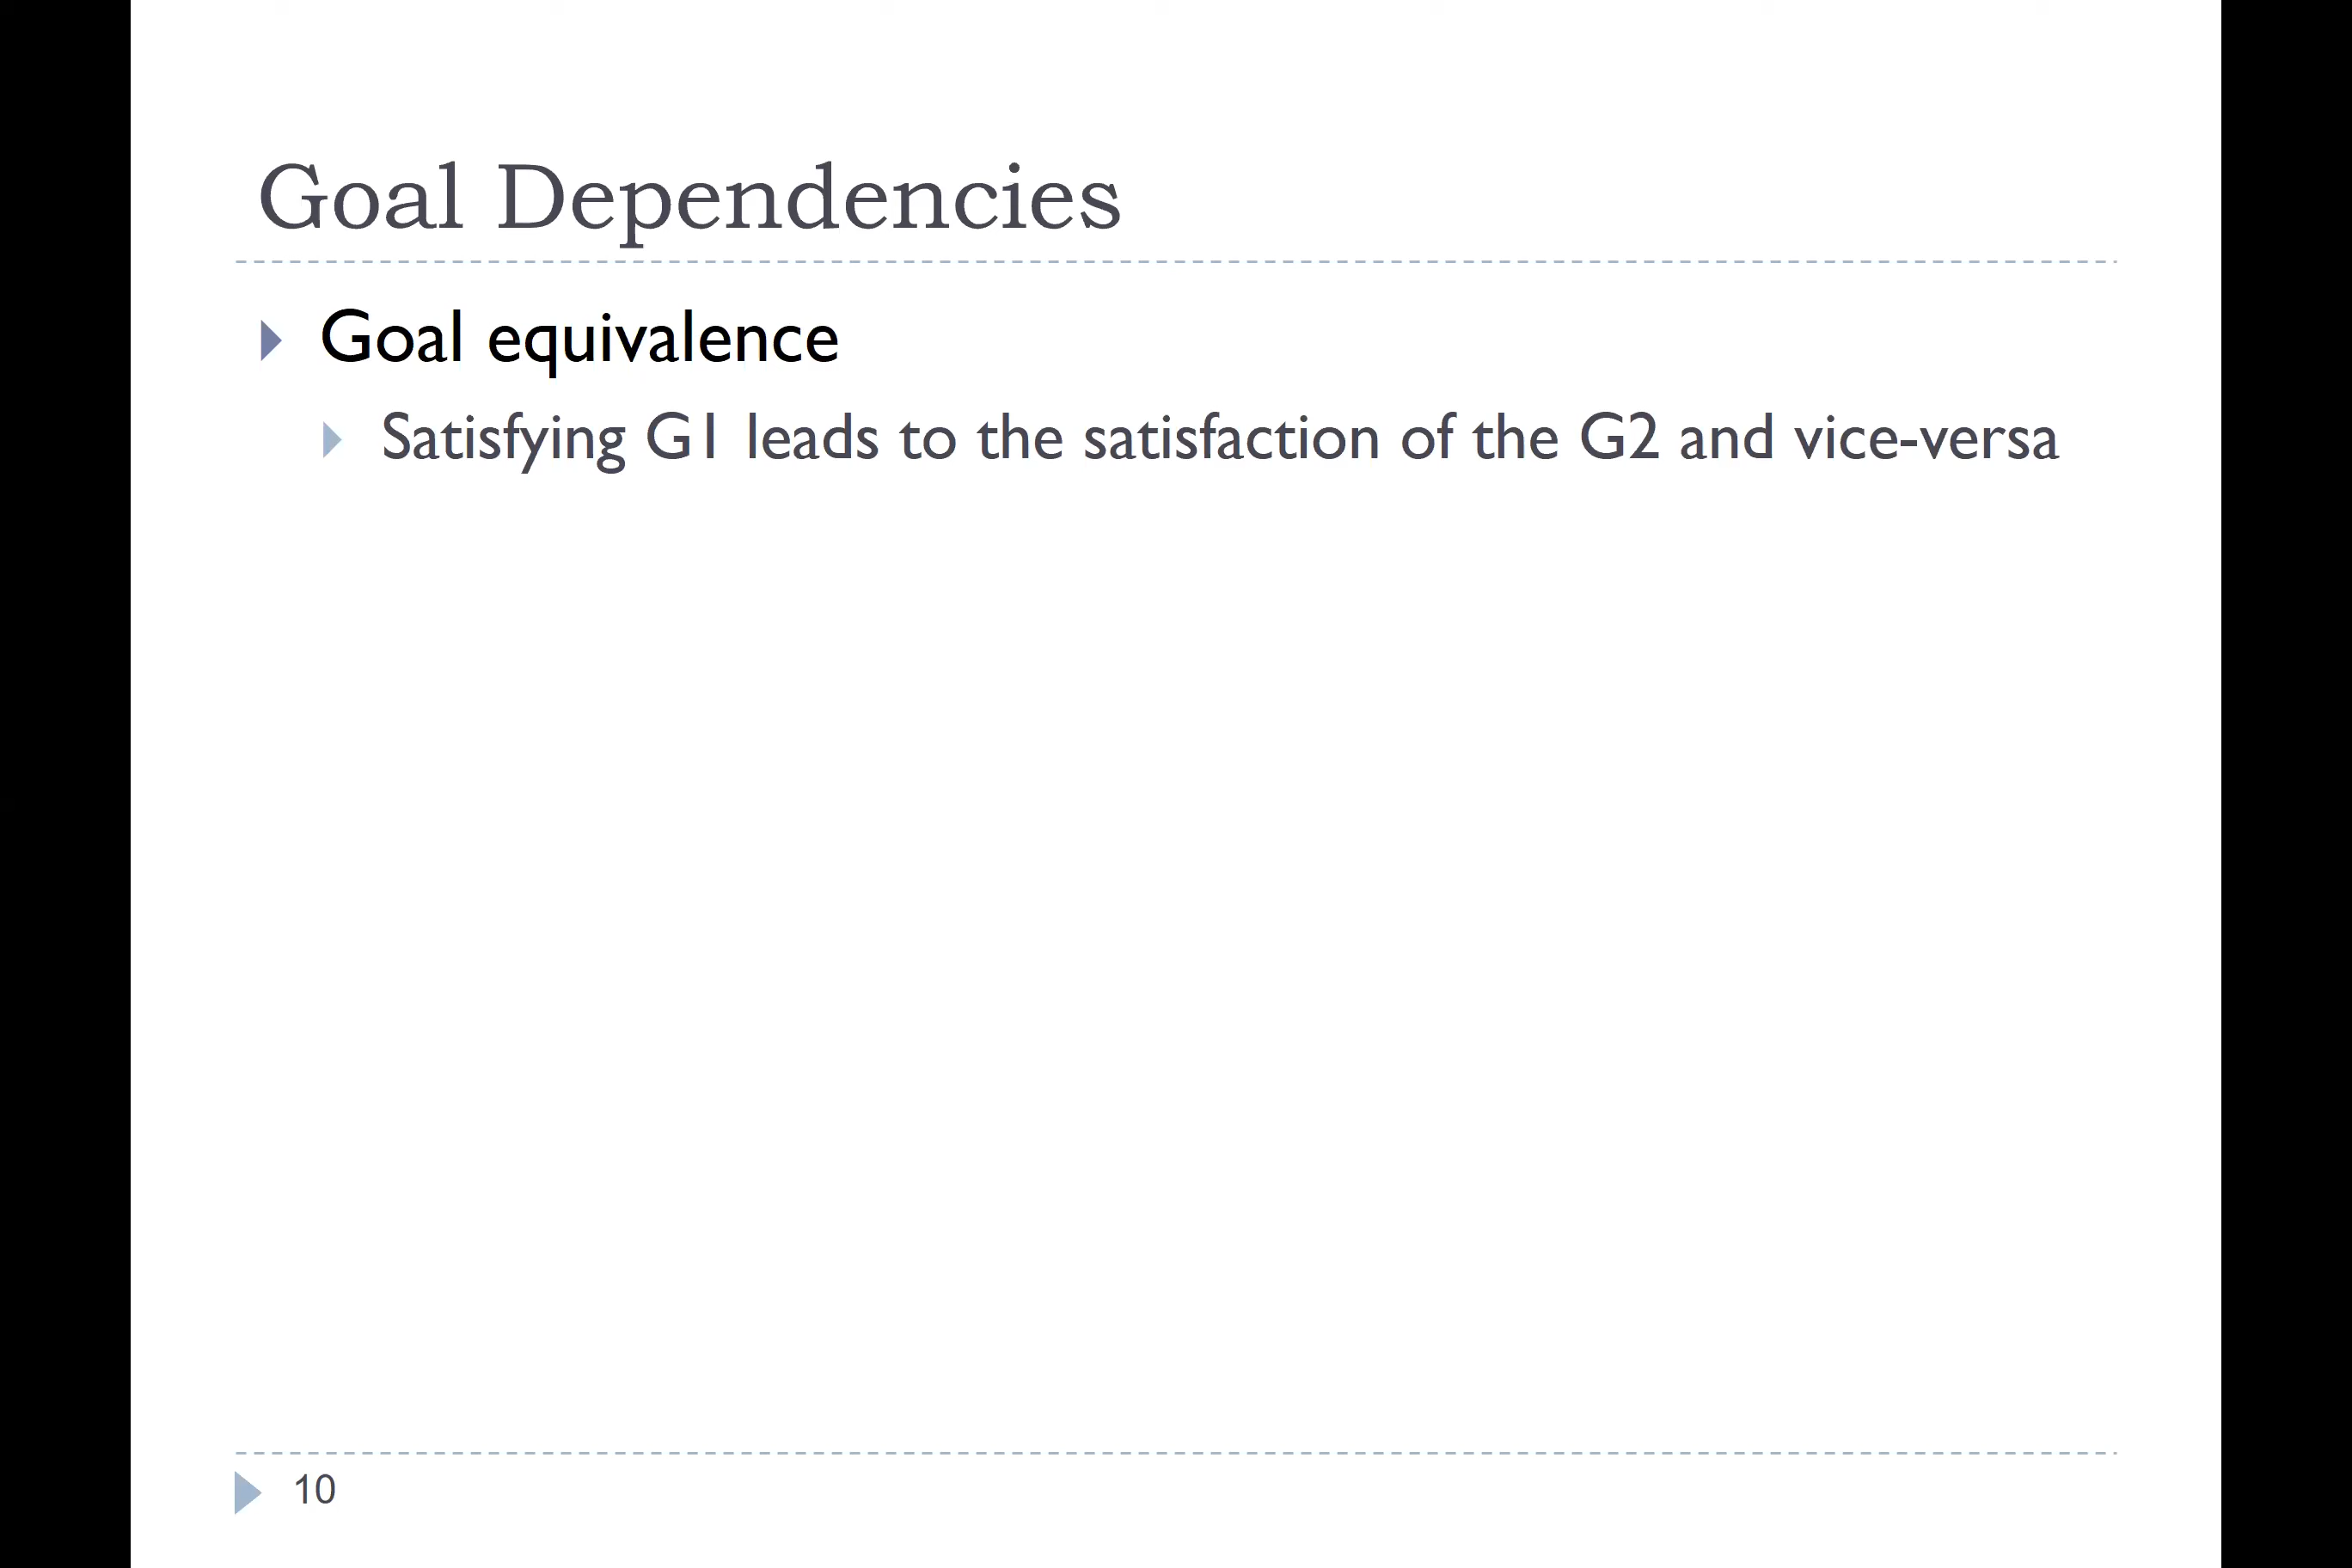 Goal Dependencies
Goal equivalence
Satisfying G1 leads to the satisfaction of the G2 and vice-versa
10